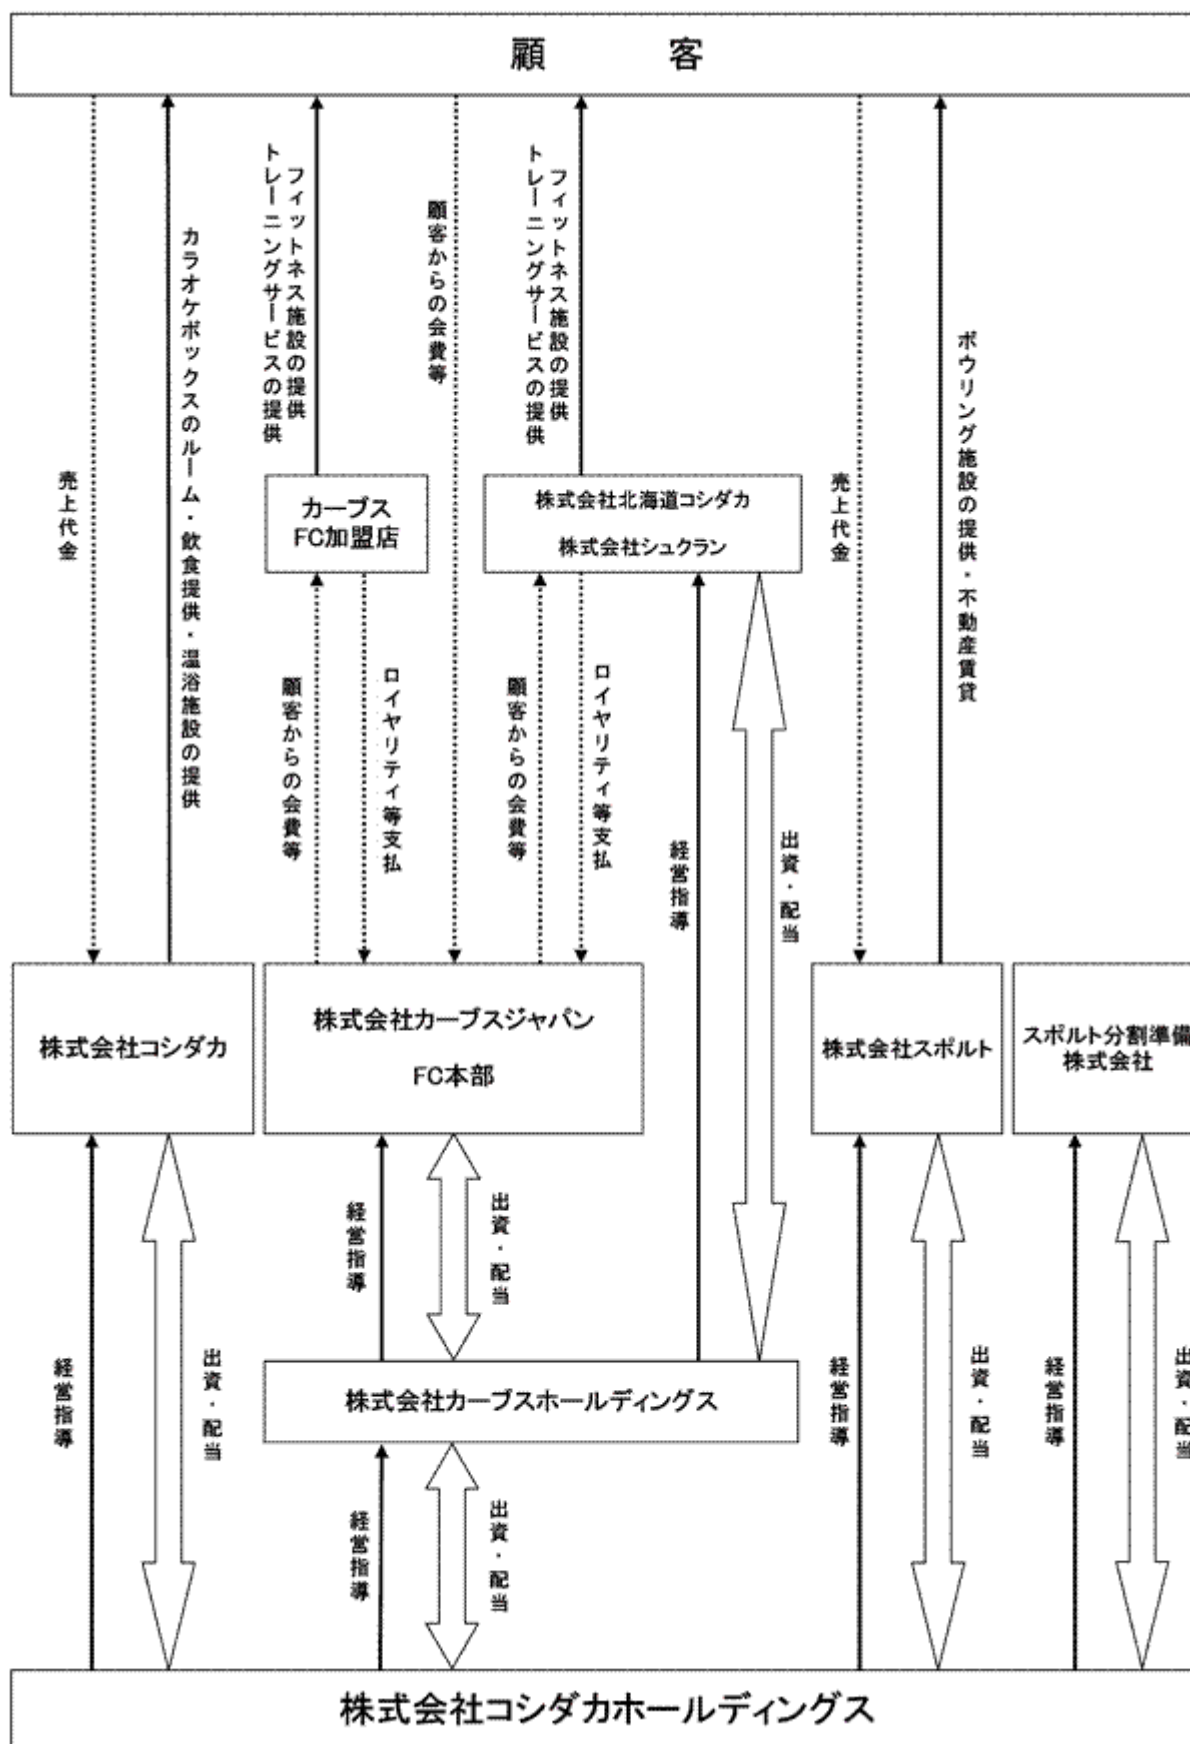 顧客
売上代金
カラオケボックスのルーム・飲食提供・温浴施設の提供
フィットネス施設の提供
トレーニングサービスの提供
顧客からの会費等
フィットネス施設の提供
トレーニングサービスの提供
売上代金
ボウリング施設の提供・不動産賃貸
カーブス
FC加盟店
株式会社北海道コシダカ
株式会社シュクラン
顧客からの会費等
ロイヤリティ等支払
顧客からの会費等
ロイヤリティ等支払
経営指導
出資・配当
株式会社コシダカ
株式会社カーブスジャパン
FC本部
株式会社スポルト
スポルト分割準備
株式会社
経営指導
出資・配当
経営指導
出資・配当
経営指導
出資・配当
経営指導
出資・配当
株式会社カーブスホールディングス
経営指導
出資・配当
株式会社コシダカホールディングス